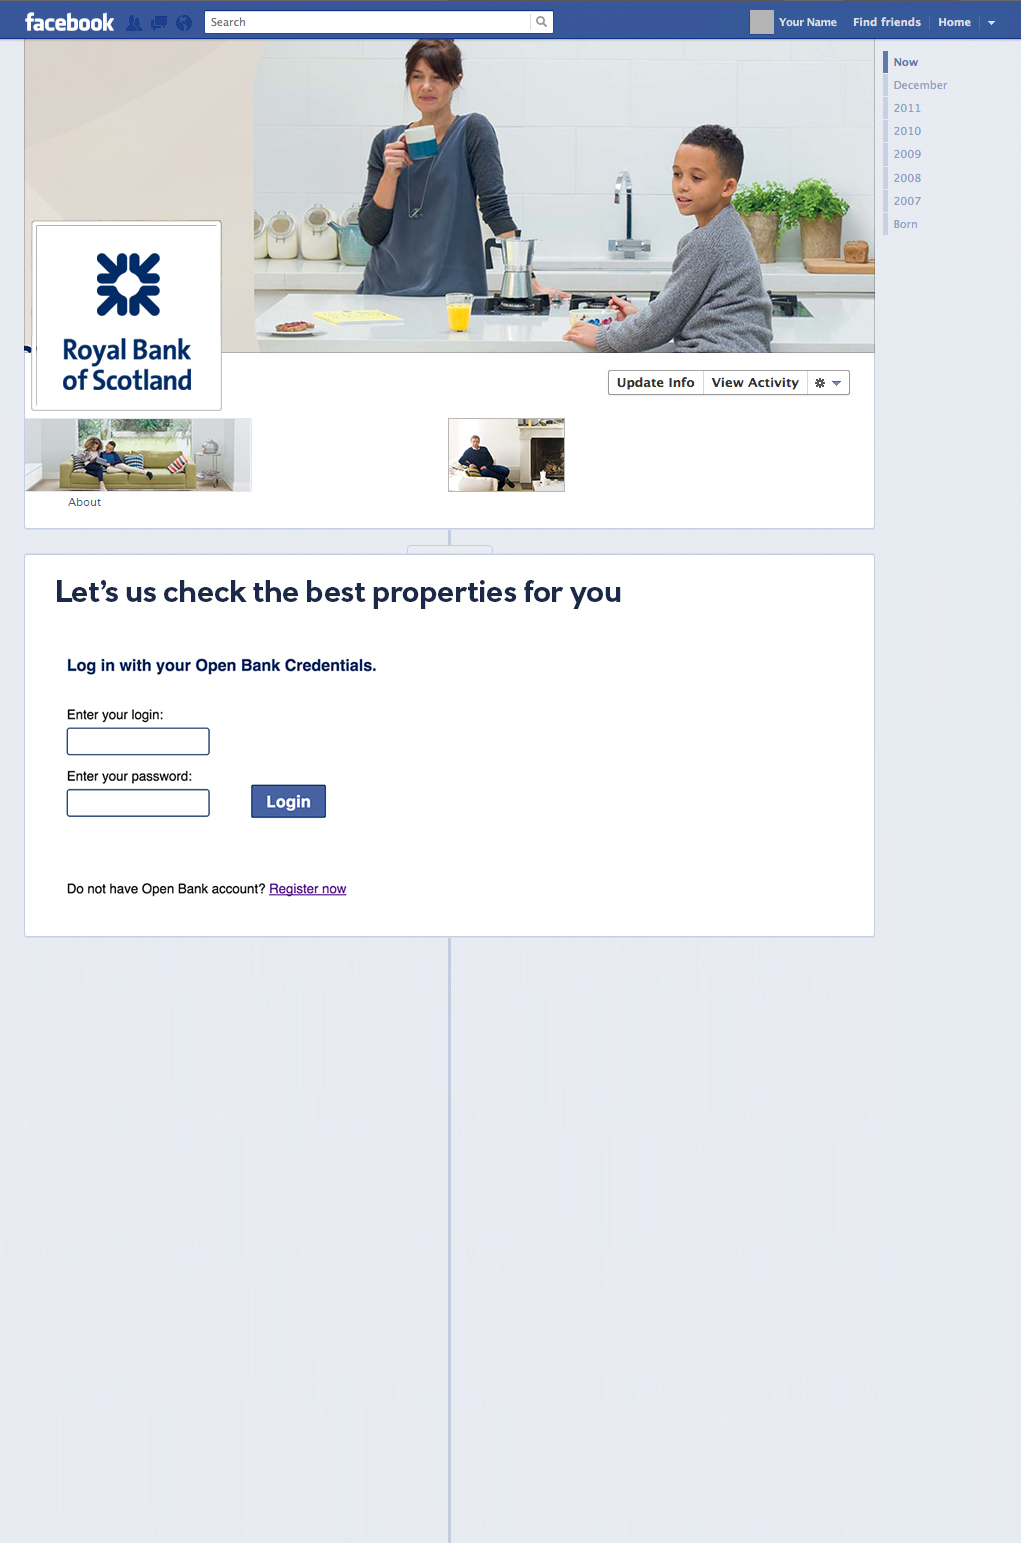 facebook
Search
Your Name
Find friends
Home
Now
December
2011
2010
2009
2008
2007
Born
Royal Bank
of Scotland
Update Info
View Activity
About
Let's us check the best properties for you
Log in with your Open Bank Credentials.
Enter your login:
Enter your password:
Login
Do not have Open Bank account? Register now